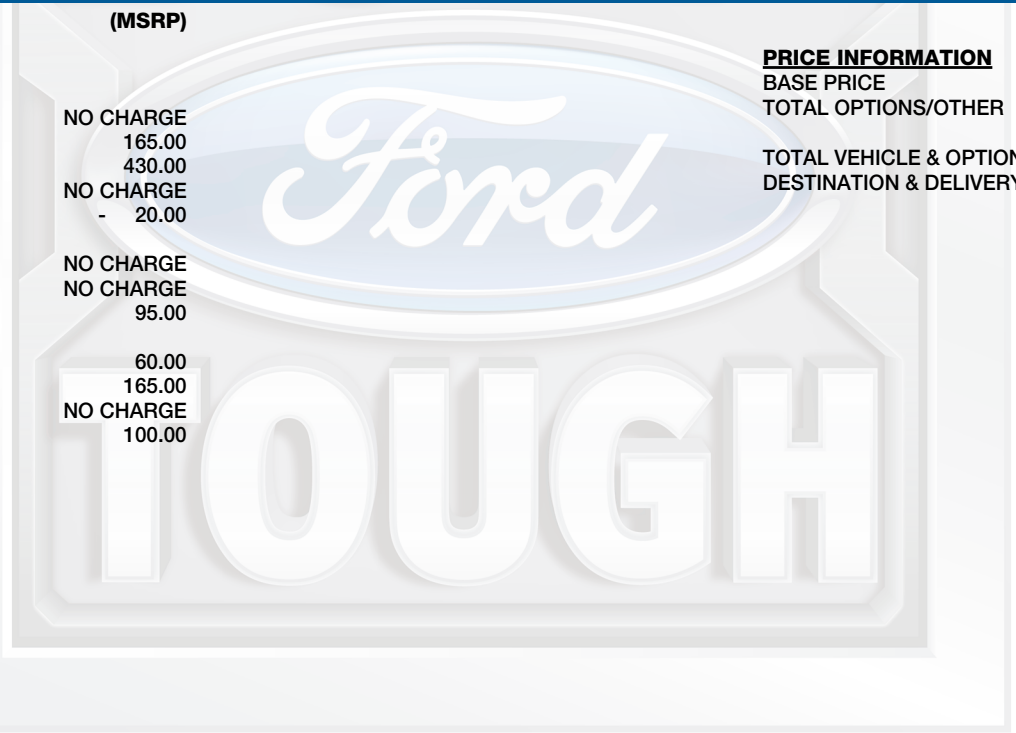 (MSRP)
NO CHARGE
165.00
430.00
NO CHARGE
- 20.00
NO CHARGE
NO CHARGE
95.00
60.00
165.00
NO CHARGE
100.00
PRICE INFORMATION
BASE PRICE
TOTAL OPTIONS/OTHER
TOTAL VEHICLE & OPTION
DESTINATION & DELIVERY
Ford
TOUGH